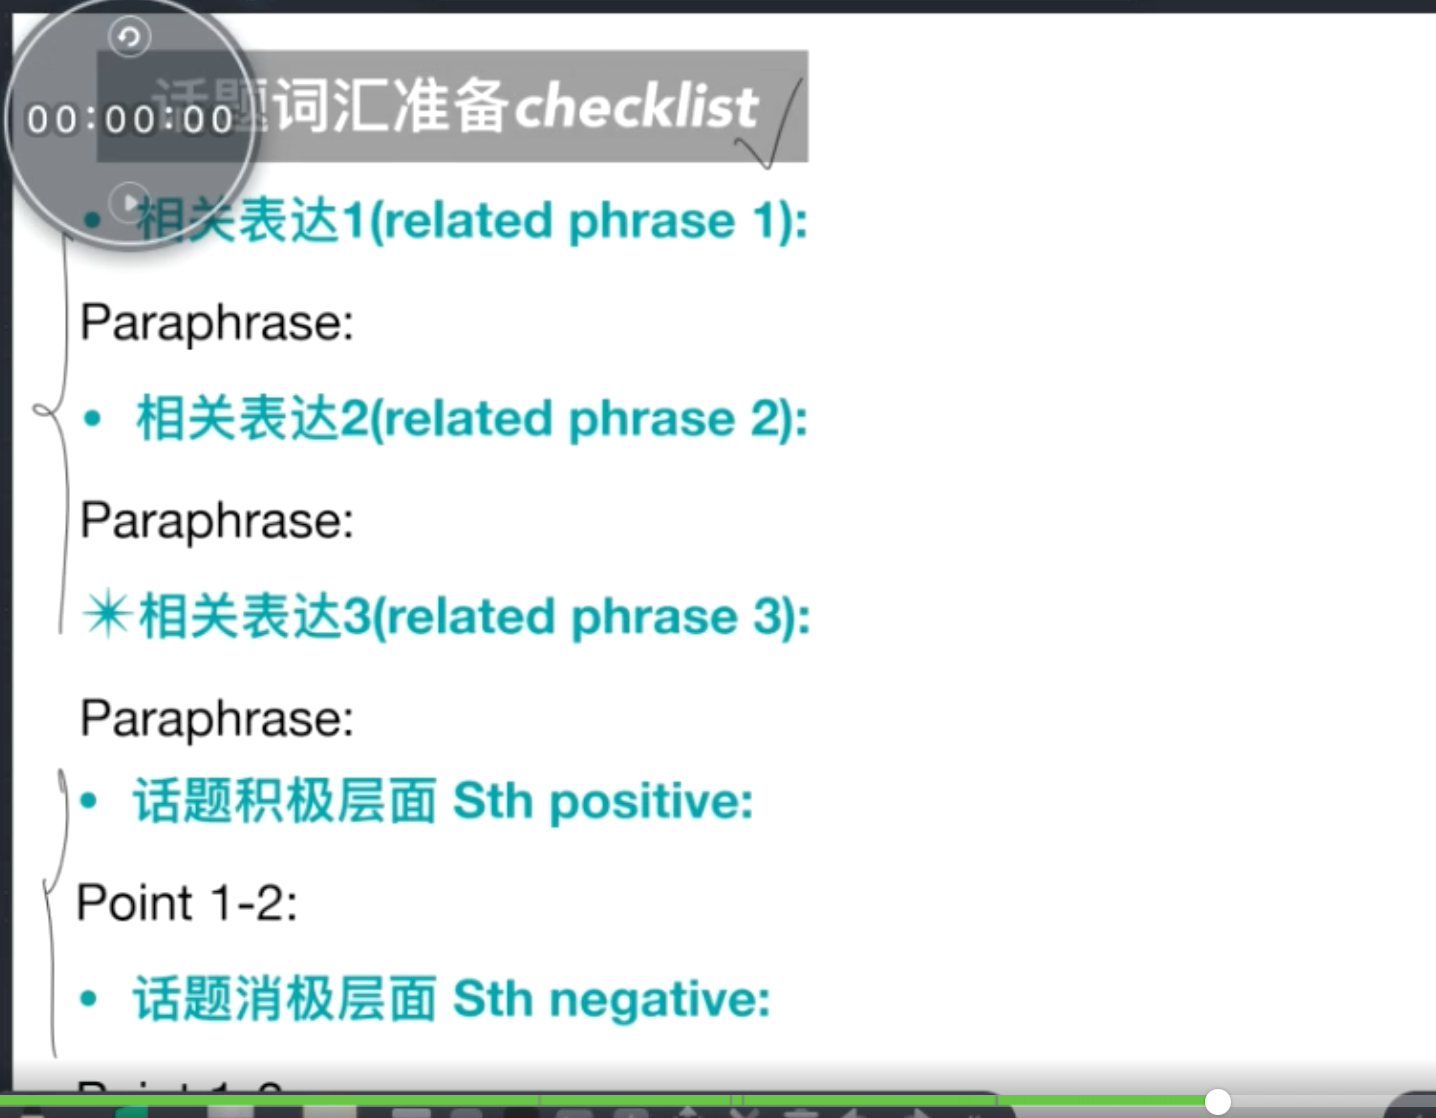 话题词汇准备checklist
00:00:00
• 相关表达1(related phrase 1):
Paraphrase:
• 相关表达2(related phrase 2):
Paraphrase:
✴相关表达3(related phrase 3):
Paraphrase:
• 话题积极层面 Sth positive:
Point 1-2:
• 话题消极层面 Sth negative:
Point 1-2: